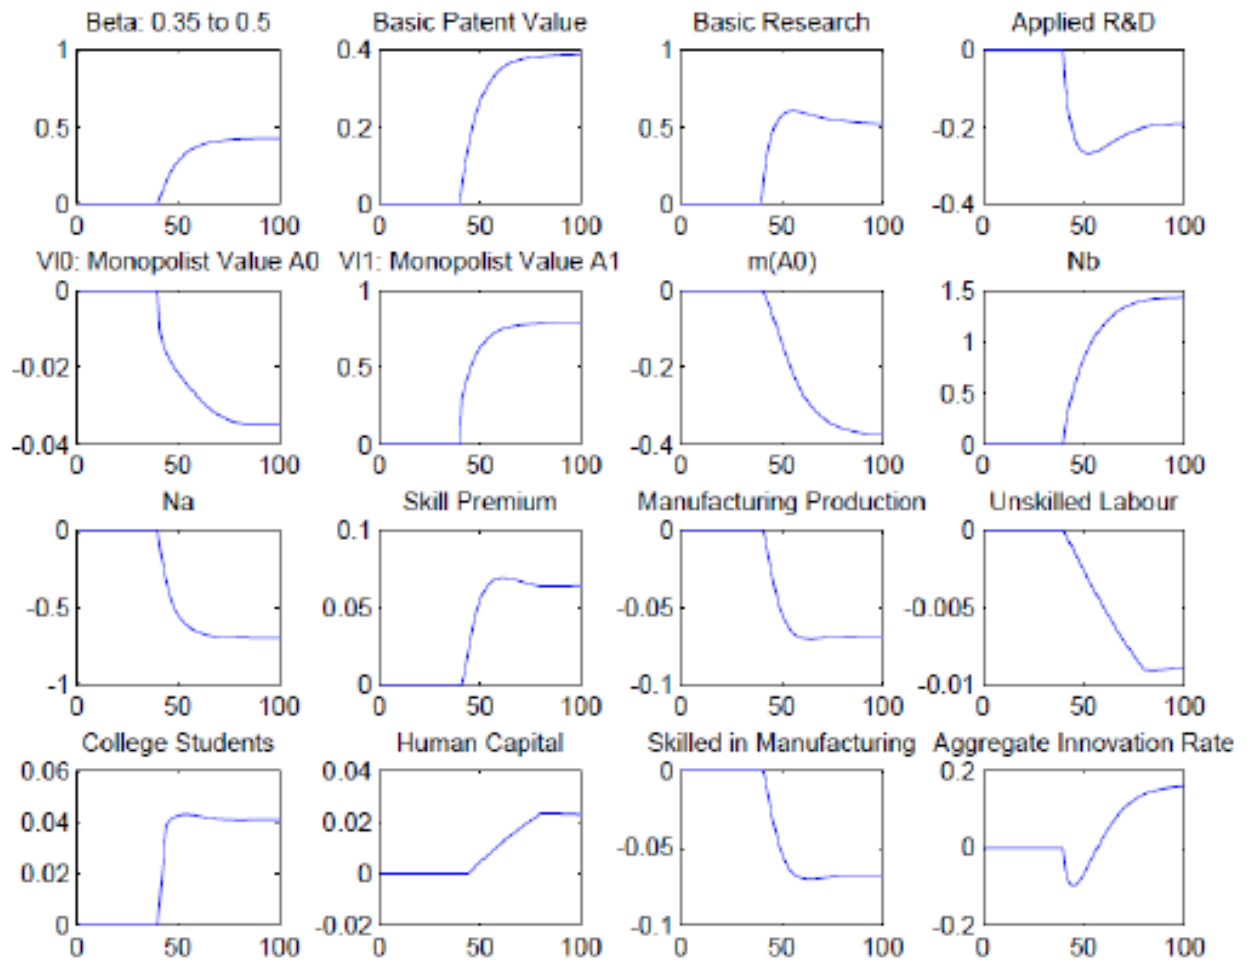 Beta: 0.35 to 0.5
1
0.5
0
0 50 100
Basic Patent Value
0.4
0.2
0
0 50 100
Basic Research
1
0.5
0
0 50 100
Applied R&D
0
-0.2
-0.4
0 50 100
VI0: Monopolist Value A0
0
-0.02
-0.04
0 50 100
VI1: Monopolist Value A1
1
0.5
0
0 50 100
m(A0)
0
-0.2
-0.4
0 50 100
Nb
1.5
1
0.5
0
0 50 100
Na
0
-0.5
-1
0 50 100
Skill Premium
0.1
0.05
0
0 50 100
Manufacturing Production
0
-0.05
-0.1
0 50 100
Unskilled Labour
0
-0.005
-0.01
0 50 100
College Students
0.06
0.04
0.02
0
0 50 100
Human Capital
0.04
0.02
0
-0.02
0 50 100
Skilled in Manufacturing
0
-0.05
-0.1
0 50 100
Aggregate Innovation Rate
0.2
0
-0.2
0 50 100